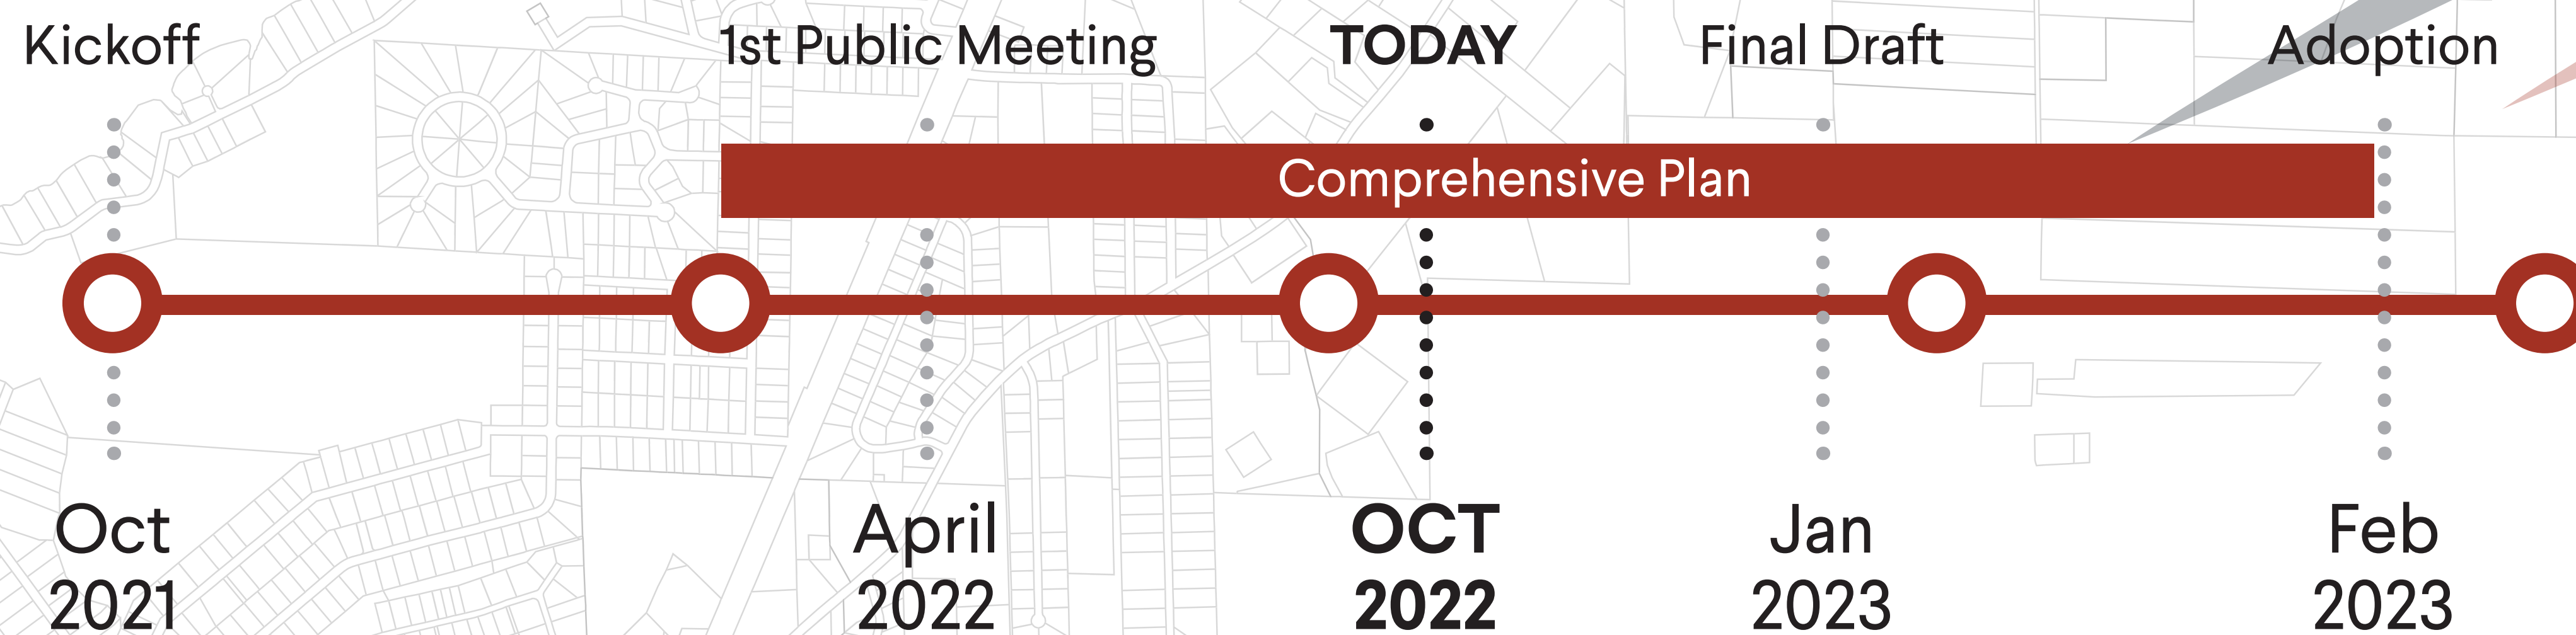 Kickoff
1st Public Meeting
TODAY
Final Draft
Adoption
Comprehensive Plan
Oct
2021
April
2022
OCT
2022
Jan
2023
Feb
2023